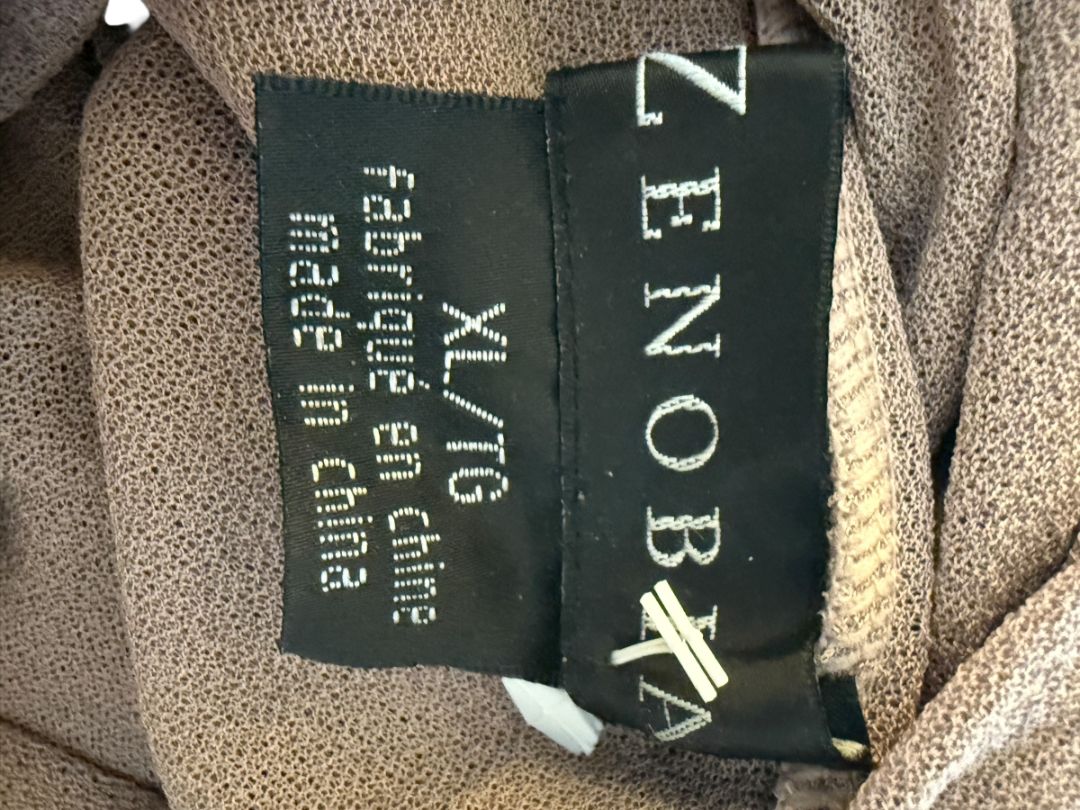 ZENOBIA
XL/TG
Fabriqué en chine
made in china